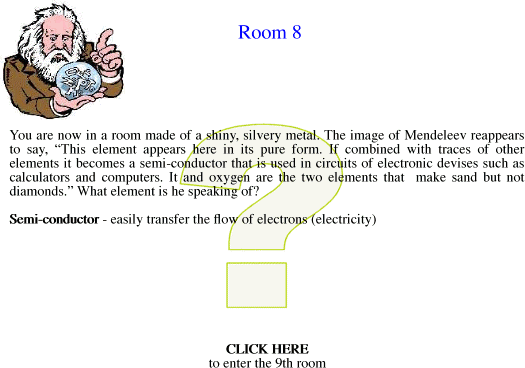 Room 8
You are now in a room made of a shiny, silvery metal. The image of Mendeleev reappears
to say, “This element appears here in its pure form. If combined with traces of other
elements it becomes a semi-conductor that is used in circuits of electronic devises such as
calculators and computers. It and oxygen are the two elements that make sand but not
diamonds.” What element is he speaking of?
Semi-conductor - easily transfer the flow of electrons (electricity)
CLICK HERE
to enter the 9th room